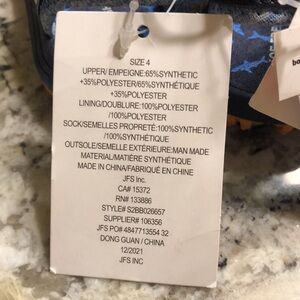 SIZE 4
UPPER/ EMPEIGNE:65%SYNTHETIC
+35%POLYESTER/65%SYNTHÉTIQUE
+35%POLYESTER
LINING/DOUBLURE:100%POLYESTER
/100%POLYESTER
SOCK/SEMELLES PROPRETÉ:100%SYNTHETIC
/100%SYNTHÉTIQUE
OUTSOLE/SEMELLE EXTÉRIEURE:MAN MADE
MATERIAL/MATIÈRE SYNTHÉTIQUE
MADE IN CHINA/FABRIQUÉ EN CHINE
JFS Inc.
CA# 15372
RN# 133886
STYLE# S2BB026657
SUPPLIER# 106356
JFS PO# 4847713554 32
DONG GUAN / CHINA
12/2021
JFS INC